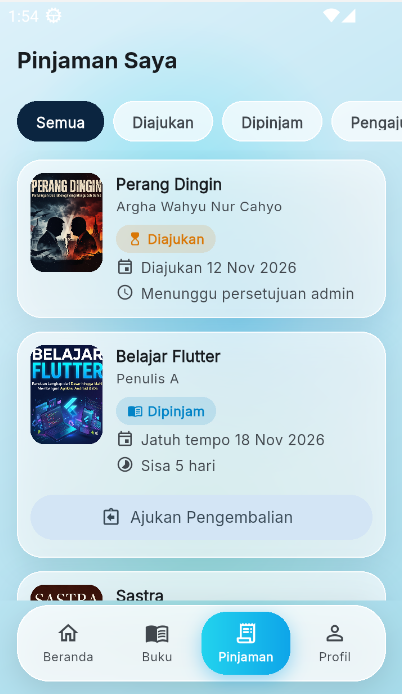 1:54
Pinjaman Saya
Semua
Diajukan
Dipinjam
Pengaju
PERANG DINGIN
Perang Dingin
Argha Wahyu Nur Cahyo
Diajukan
Diajukan 12 Nov 2026
Menunggu persetujuan admin
BELAJAR
FLUTTER
Belajar Flutter
Penulis A
Dipinjam
Jatuh tempo 18 Nov 2026
Sisa 5 hari
Ajukan Pengembalian
SASTRA
Sastra
Beranda
Buku
Pinjaman
Profil